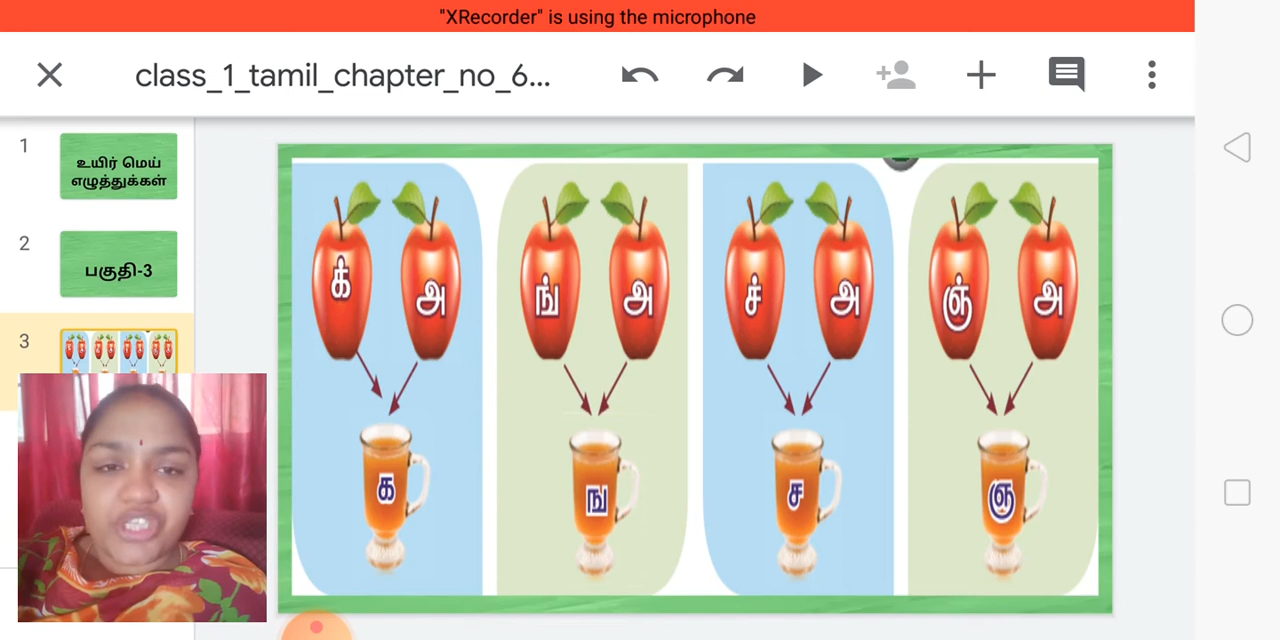 "XRecorder" is using the microphone
class_1_tamil_chapter_no_6...
1
உயிர் மெய்
எழுத்துக்கள்
2
பகுதி-3
3
க் அ ங் அ ச் அ ஞ் அ
க ங ச ஞ